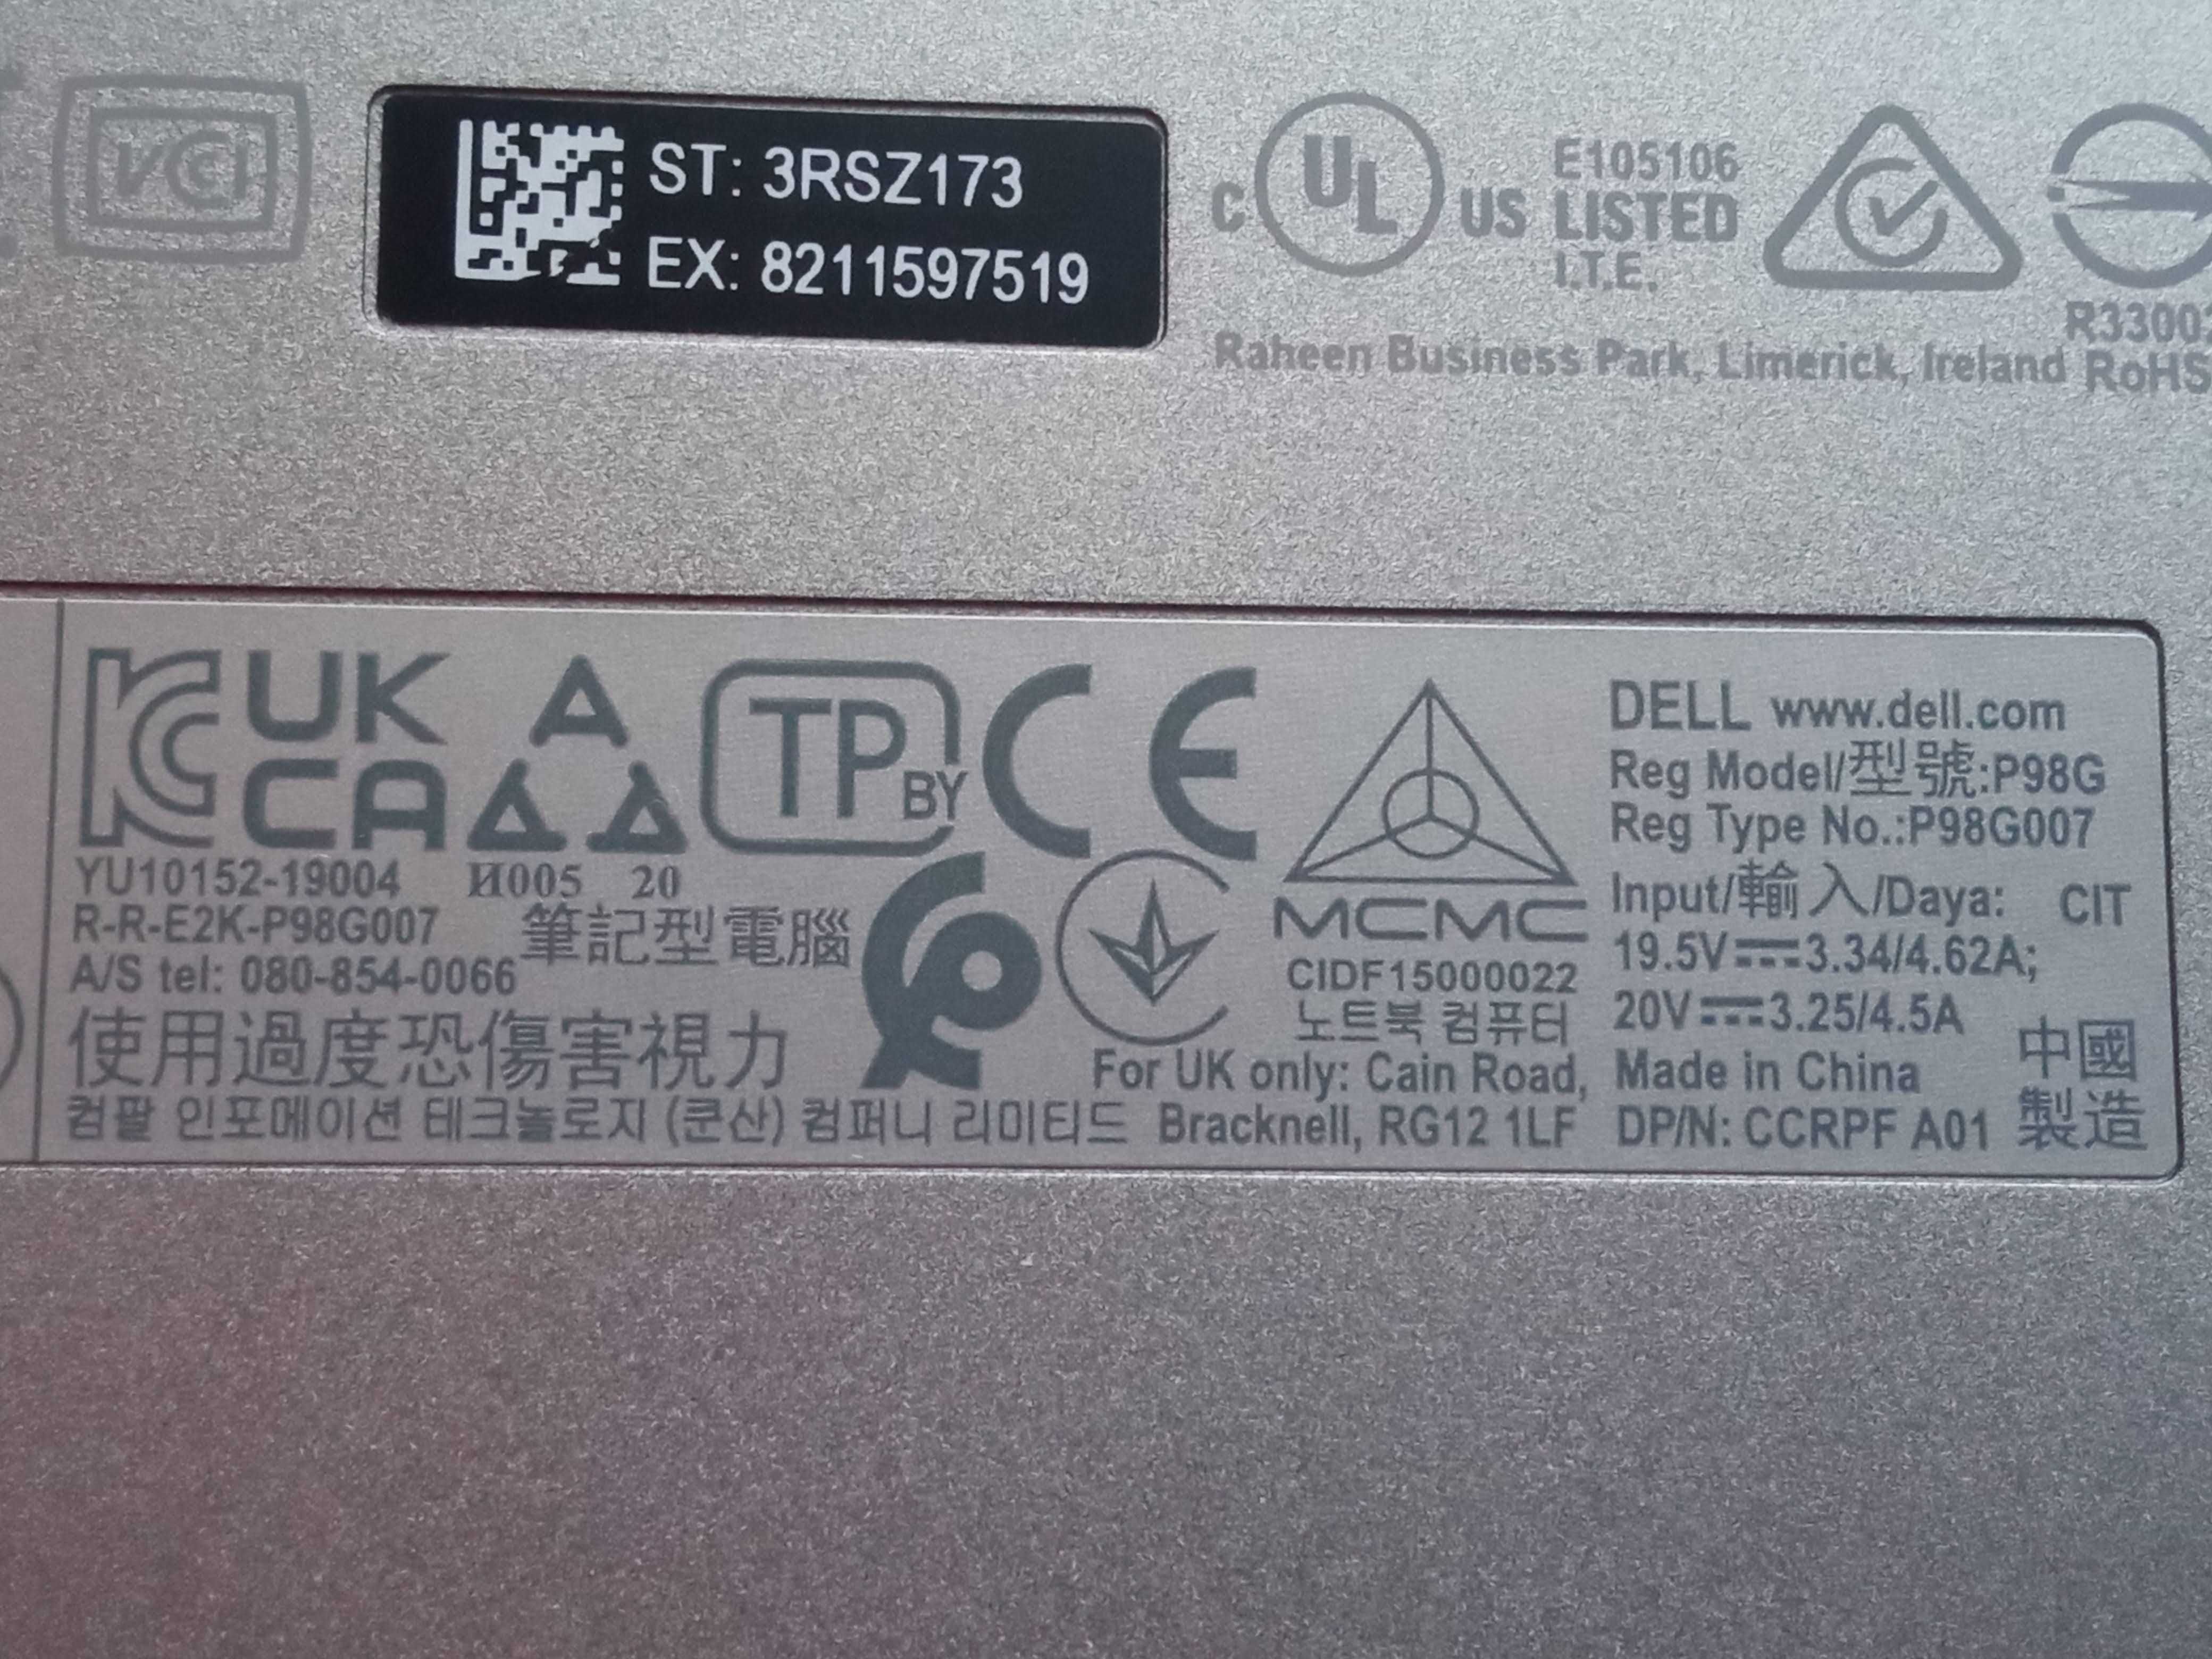 VCI
ST: 3RSZ173
EX: 8211597519
C UL US E105106
LISTED
I.T.E.
Raheen Business Park, Limerick, Ireland RoHS
UK
CA
TP BY
CE
YU10152-19004 И005 20
R-R-E2K-P98G007
筆記型電腦
A/S tel: 080-854-0066
使用過度恐傷害視力
컴팔 인포메이션 테크놀로지 (쿤산) 컴퍼니 리미티드
MCMC
CIDF15000022
노트북 컴퓨터
For UK only: Cain Road,
Bracknell, RG12 1LF
DELL www.dell.com
Reg Model/型號:P98G
Reg Type No.:P98G007
Input/輸入/Daya: CIT
19.5V⎓3.34/4.62A;
20V⎓3.25/4.5A
Made in China
DP/N: CCRPF A01
中國
製造